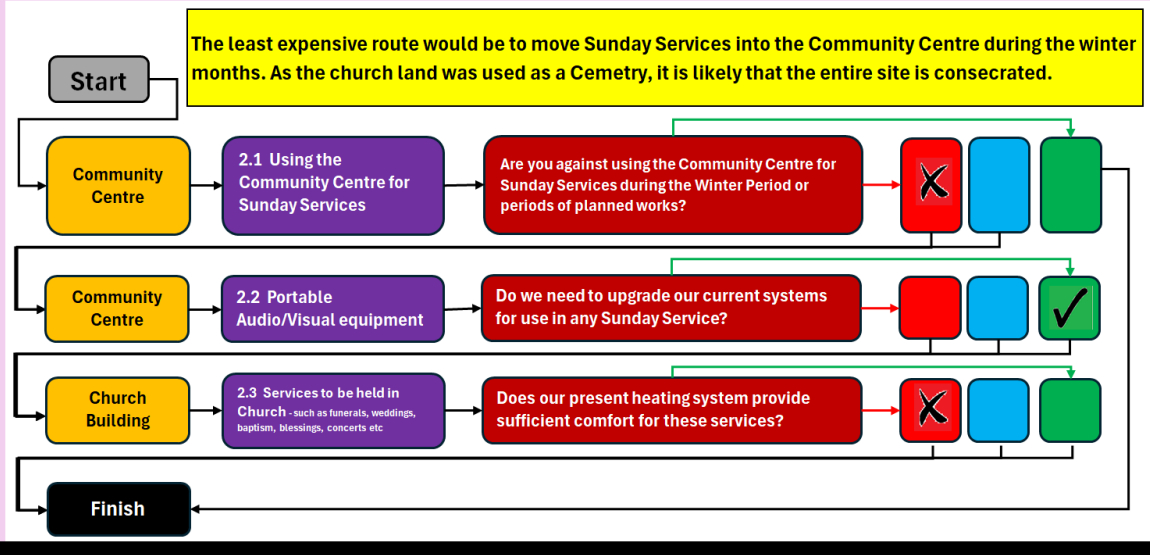 The least expensive route would be to move Sunday Services into the Community Centre during the winter
months. As the church land was used as a Cemetry, it is likely that the entire site is consecrated.
Start
Community
Centre
2.1 Using the
Community Centre for
Sunday Services
Are you against using the Community Centre for
Sunday Services during the Winter Period or
periods of planned works?
Community
Centre
2.2 Portable
Audio/Visual equipment
Do we need to upgrade our current systems
for use in any Sunday Service?
Church
Building
2.3 Services to be held in
Church - such as funerals, weddings,
baptism, blessings, concerts etc
Does our present heating system provide
sufficient comfort for these services?
Finish